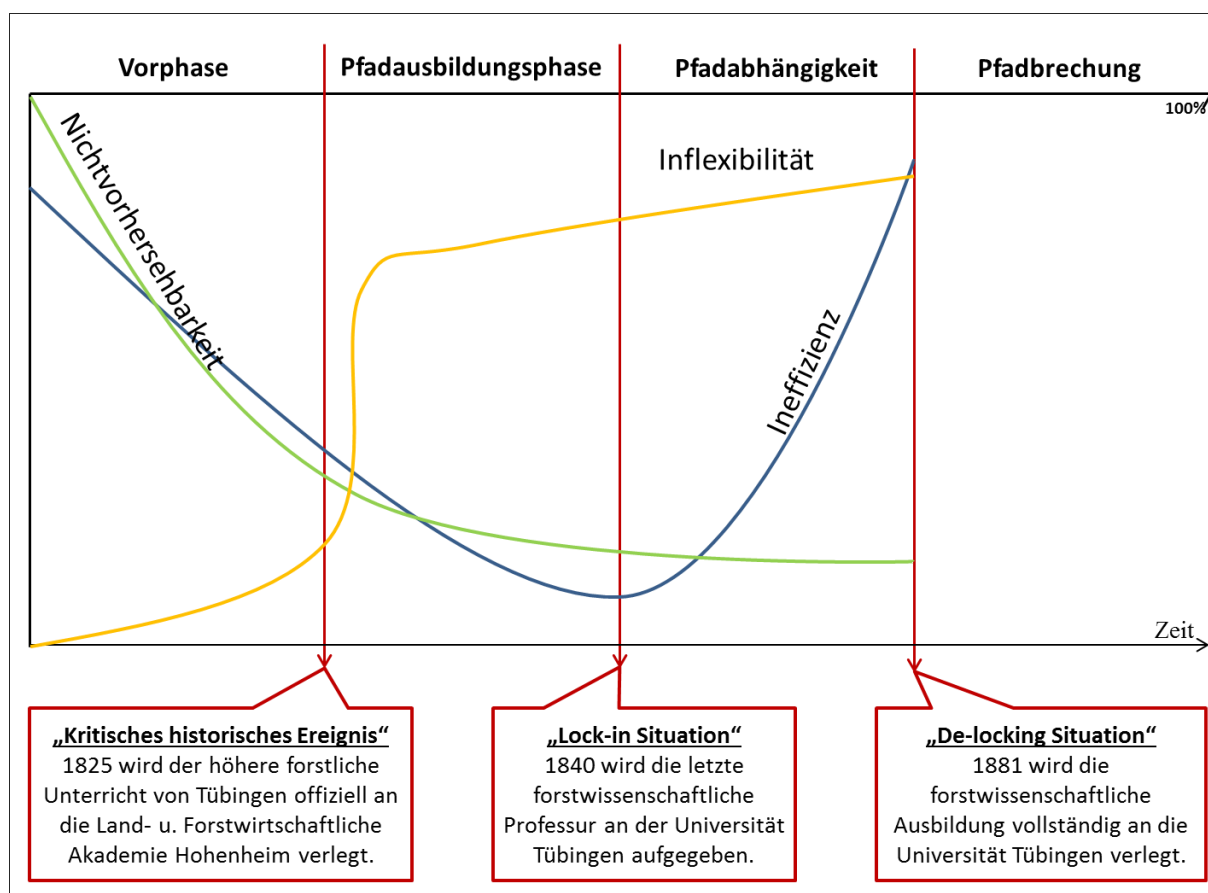 Vorphase
Pfadausbildungsphase
Pfadabhängigkeit
Pfadbrechung
100%
Nichtvorhersehbarkeit
Inflexibilität
Ineffizienz
Zeit
„Kritisches historisches Ereignis“
1825 wird der höhere forstliche
Unterricht von Tübingen offiziell an
die Land- u. Forstwirtschaftliche
Akademie Hohenheim verlegt.
„Lock-in Situation“
1840 wird die letzte
forstwissenschaftliche
Professur an der Universität
Tübingen aufgegeben.
„De-locking Situation“
1881 wird die
forstwissenschaftliche
Ausbildung vollständig an die
Universität Tübingen verlegt.